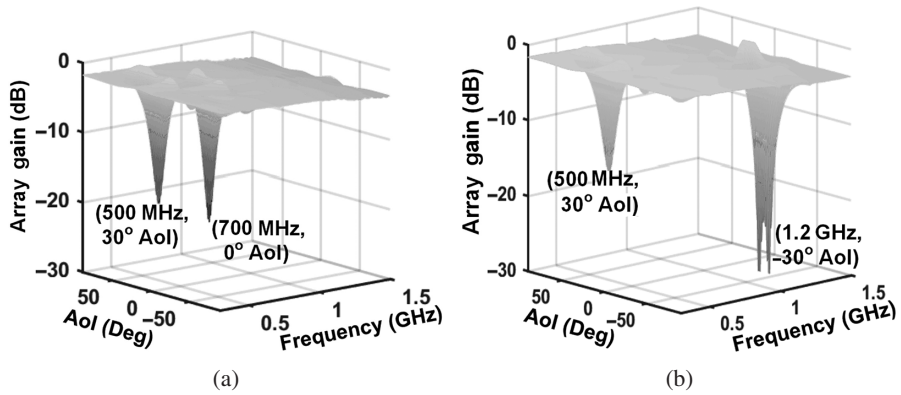 0
−10
−20
−30
Array gain (dB)
(500 MHz,
30° AoI)
(700 MHz,
0° AoI)
50
0
−50
AoI (Deg)
0.5
1
1.5
Frequency (GHz)
(a)
0
−10
−20
−30
Array gain (dB)
(500 MHz,
30° AoI)
(1.2 GHz,
−30° AoI)
50
0
−50
AoI (Deg)
0.5
1
1.5
Frequency (GHz)
(b)